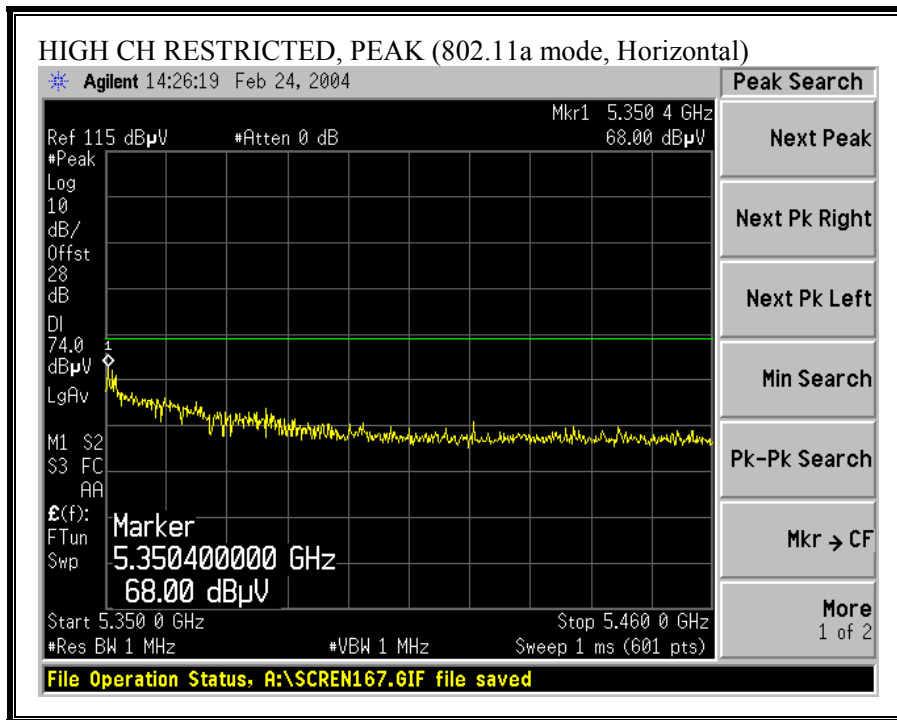 HIGH CH RESTRICTED, PEAK (802.11a mode, Horizontal)
Agilent 14:26:19 Feb 24, 2004
Peak Search
Mkr1 5.350 4 GHz
Ref 115 dBµV #Atten 0 dB 68.00 dBµV
#Peak
Log
10
dB/
Offst
28
dB
DI
74.0
dBµV
LgAv
M1 S2
S3 FC
AA
£(f):
FTun
Swp
1
Marker
5.350400000 GHz
68.00 dBµV
Start 5.350 0 GHz Stop 5.460 0 GHz
#Res BW 1 MHz #VBW 1 MHz Sweep 1 ms (601 pts)
Next Peak
Next Pk Right
Next Pk Left
Min Search
Pk-Pk Search
Mkr → CF
More
1 of 2
File Operation Status, A:\SCREN167.GIF file saved